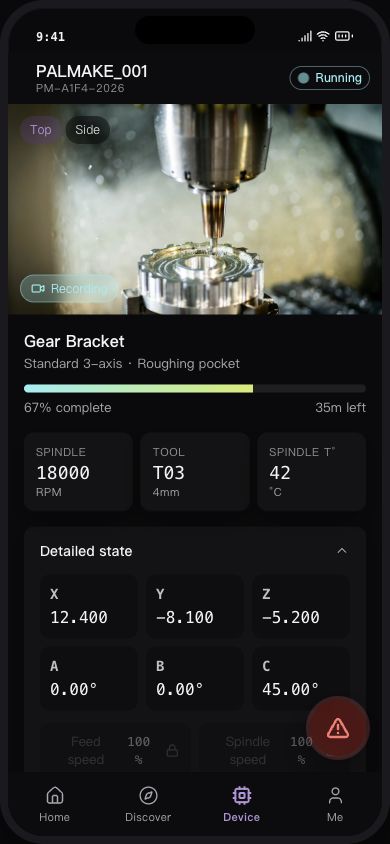 9:41
PALMAKE_001
PM-A1F4-2026
Running
Top
Side
Recording
Gear Bracket
Standard 3-axis · Roughing pocket
67% complete
35m left
SPINDLE
18000
RPM
TOOL
T03
4mm
SPINDLE T°
42
°C
Detailed state
X
12.400
Y
-8.100
Z
-5.200
A
0.00°
B
0.00°
C
45.00°
Feed speed
100 %
Spindle speed
100 %
Home
Discover
Device
Me